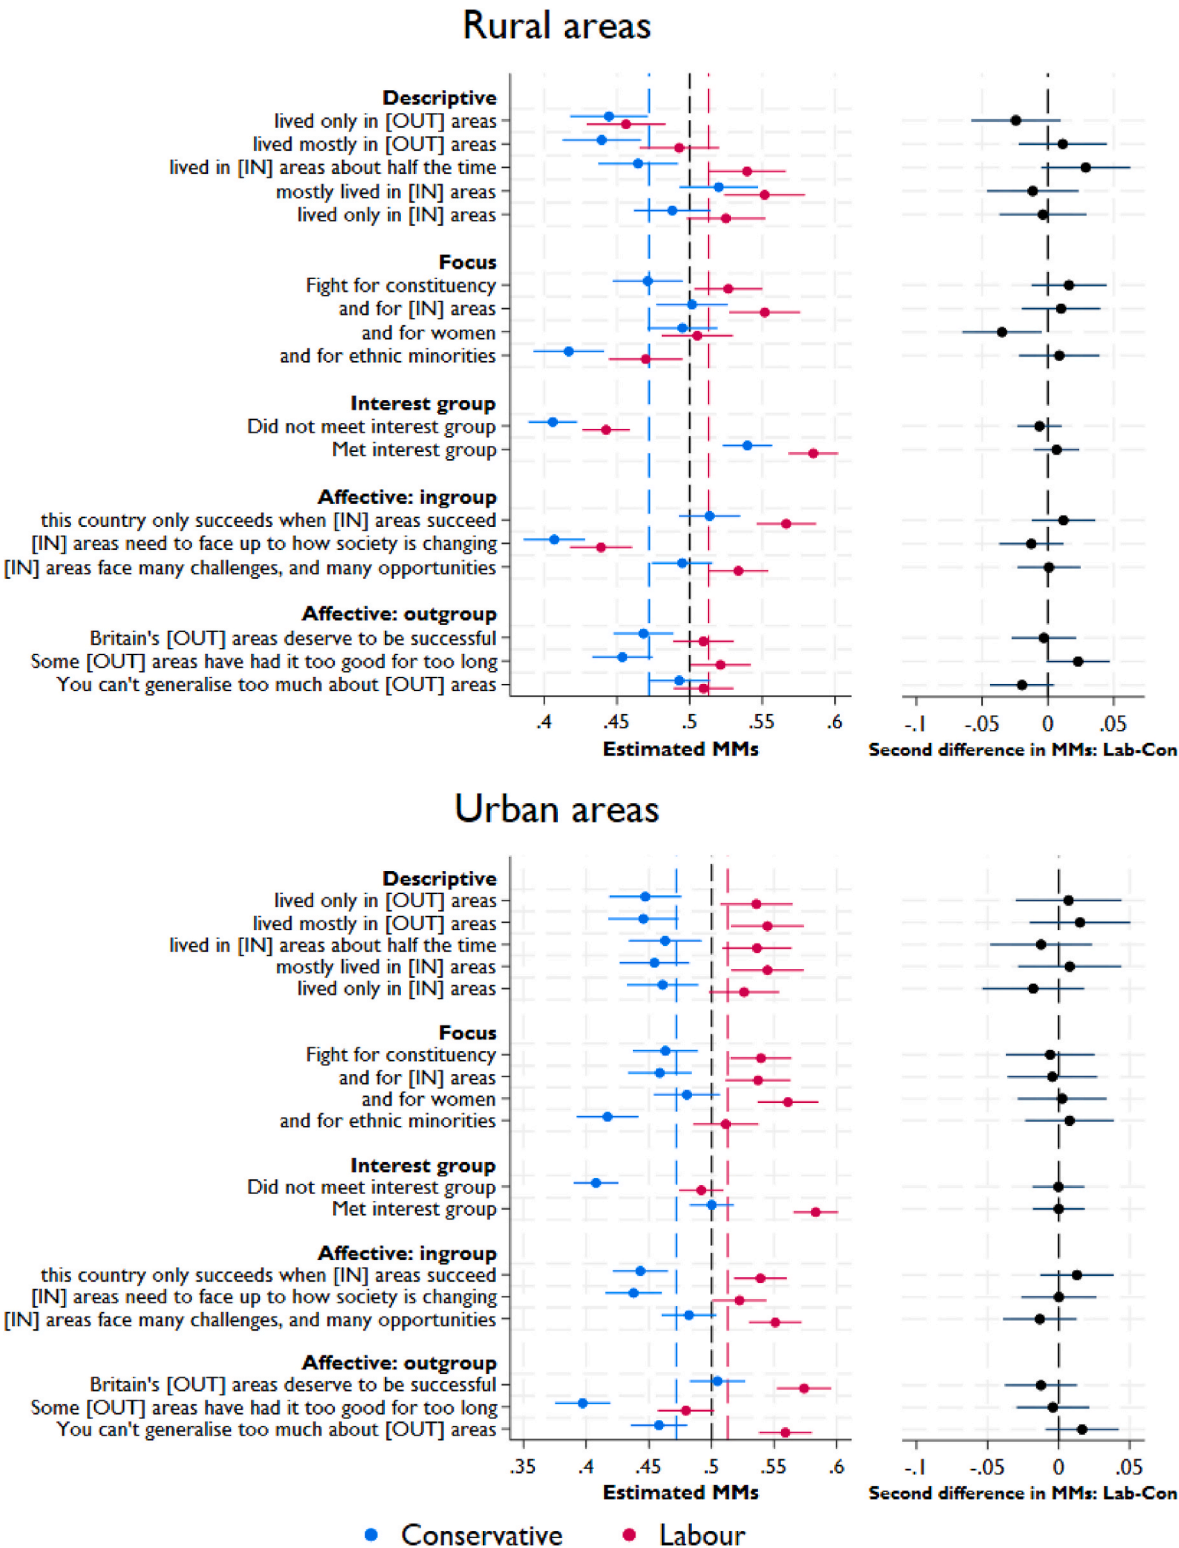 Rural areas
Descriptive
lived only in [OUT] areas
lived mostly in [OUT] areas
lived in [IN] areas about half the time
mostly lived in [IN] areas
lived only in [IN] areas
Focus
Fight for constituency
and for [IN] areas
and for women
and for ethnic minorities
Interest group
Did not meet interest group
Met interest group
Affective: ingroup
this country only succeeds when [IN] areas succeed
[IN] areas need to face up to how society is changing
[IN] areas face many challenges, and many opportunities
Affective: outgroup
Britain's [OUT] areas deserve to be successful
Some [OUT] areas have had it too good for too long
You can't generalise too much about [OUT] areas
.4 .45 .5 .55 .6 -.1 -.05 0 .05
Estimated MMs Second difference in MMs: Lab-Con
Urban areas
Descriptive
lived only in [OUT] areas
lived mostly in [OUT] areas
lived in [IN] areas about half the time
mostly lived in [IN] areas
lived only in [IN] areas
Focus
Fight for constituency
and for [IN] areas
and for women
and for ethnic minorities
Interest group
Did not meet interest group
Met interest group
Affective: ingroup
this country only succeeds when [IN] areas succeed
[IN] areas need to face up to how society is changing
[IN] areas face many challenges, and many opportunities
Affective: outgroup
Britain's [OUT] areas deserve to be successful
Some [OUT] areas have had it too good for too long
You can't generalise too much about [OUT] areas
.35 .4 .45 .5 .55 .6 -.1 -.05 0 .05
Estimated MMs Second difference in MMs: Lab-Con
Conservative Labour